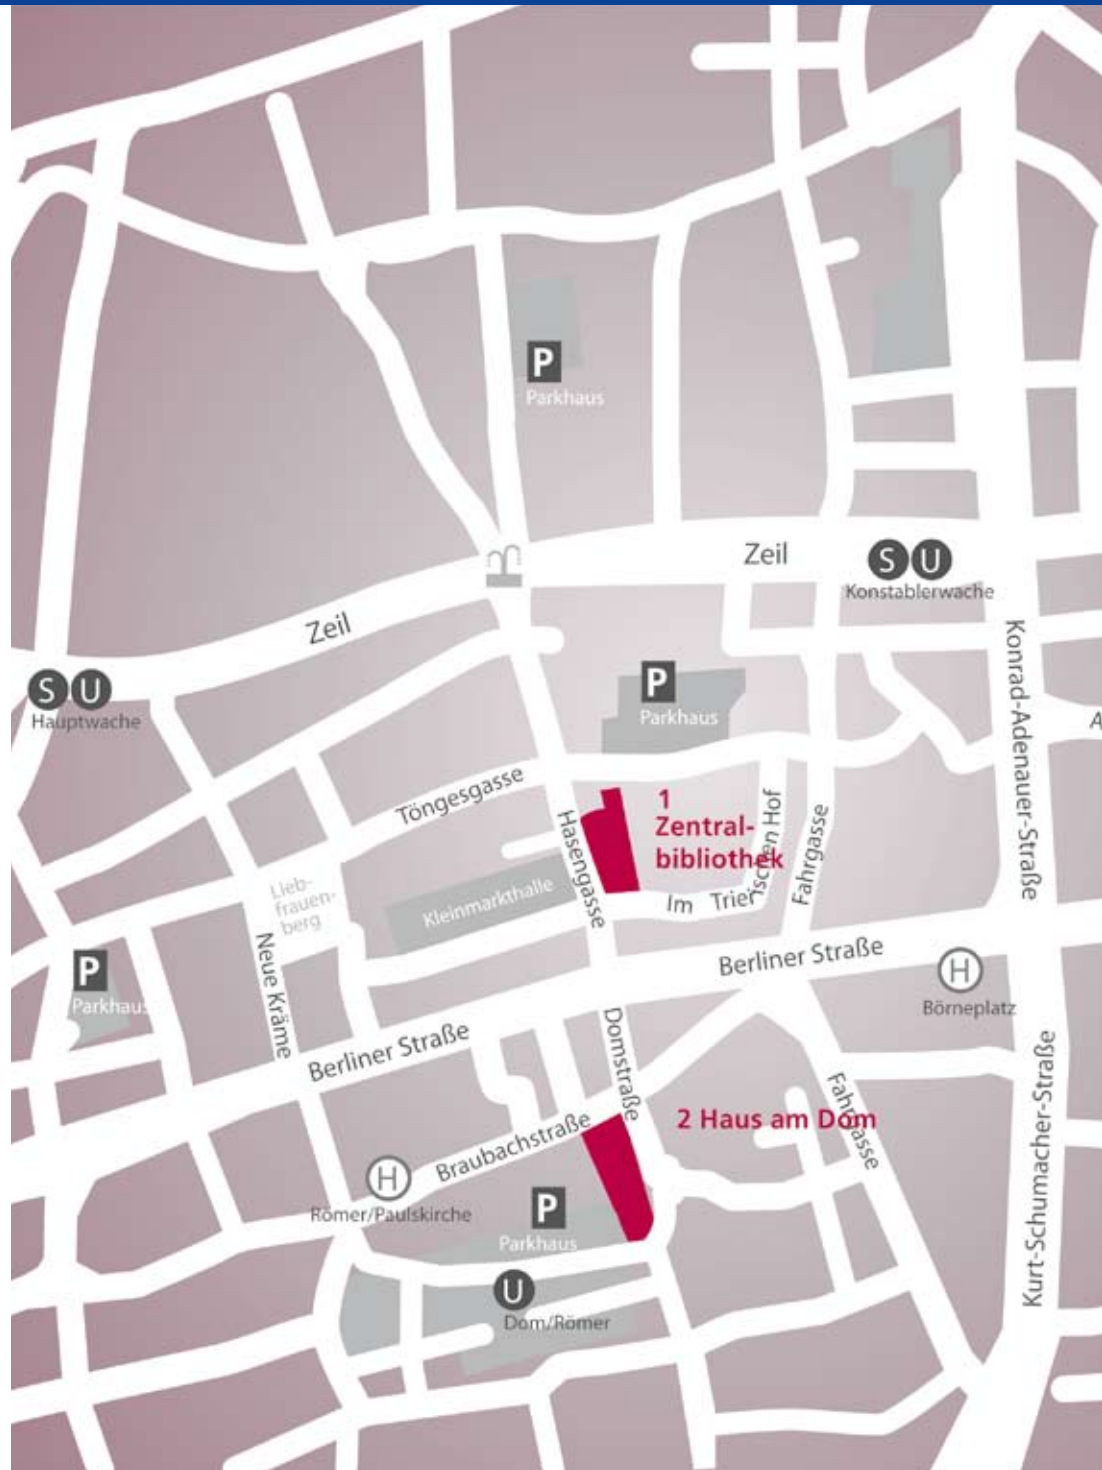 P
Parkhaus
Zeil
S U
Konstablerwache
Zeil
Konrad-Adenauer-Straße
P
Parkhaus
S U
Hauptwache
A
Töngesgasse
Hasengasse
1
Zentral-
bibliothek
Im Trierischen Hof
Fahrgasse
Lieb-
frauen-
berg
Kleinmarkthalle
Neue Kräme
P
Parkhaus
Berliner Straße
H
Börneplatz
Berliner Straße
Domstraße
Kurt-Schumacher-Straße
2 Haus am Dom
Fahrgasse
Braubachstraße
H
Römer/Paulskirche
P
Parkhaus
U
Dom/Römer